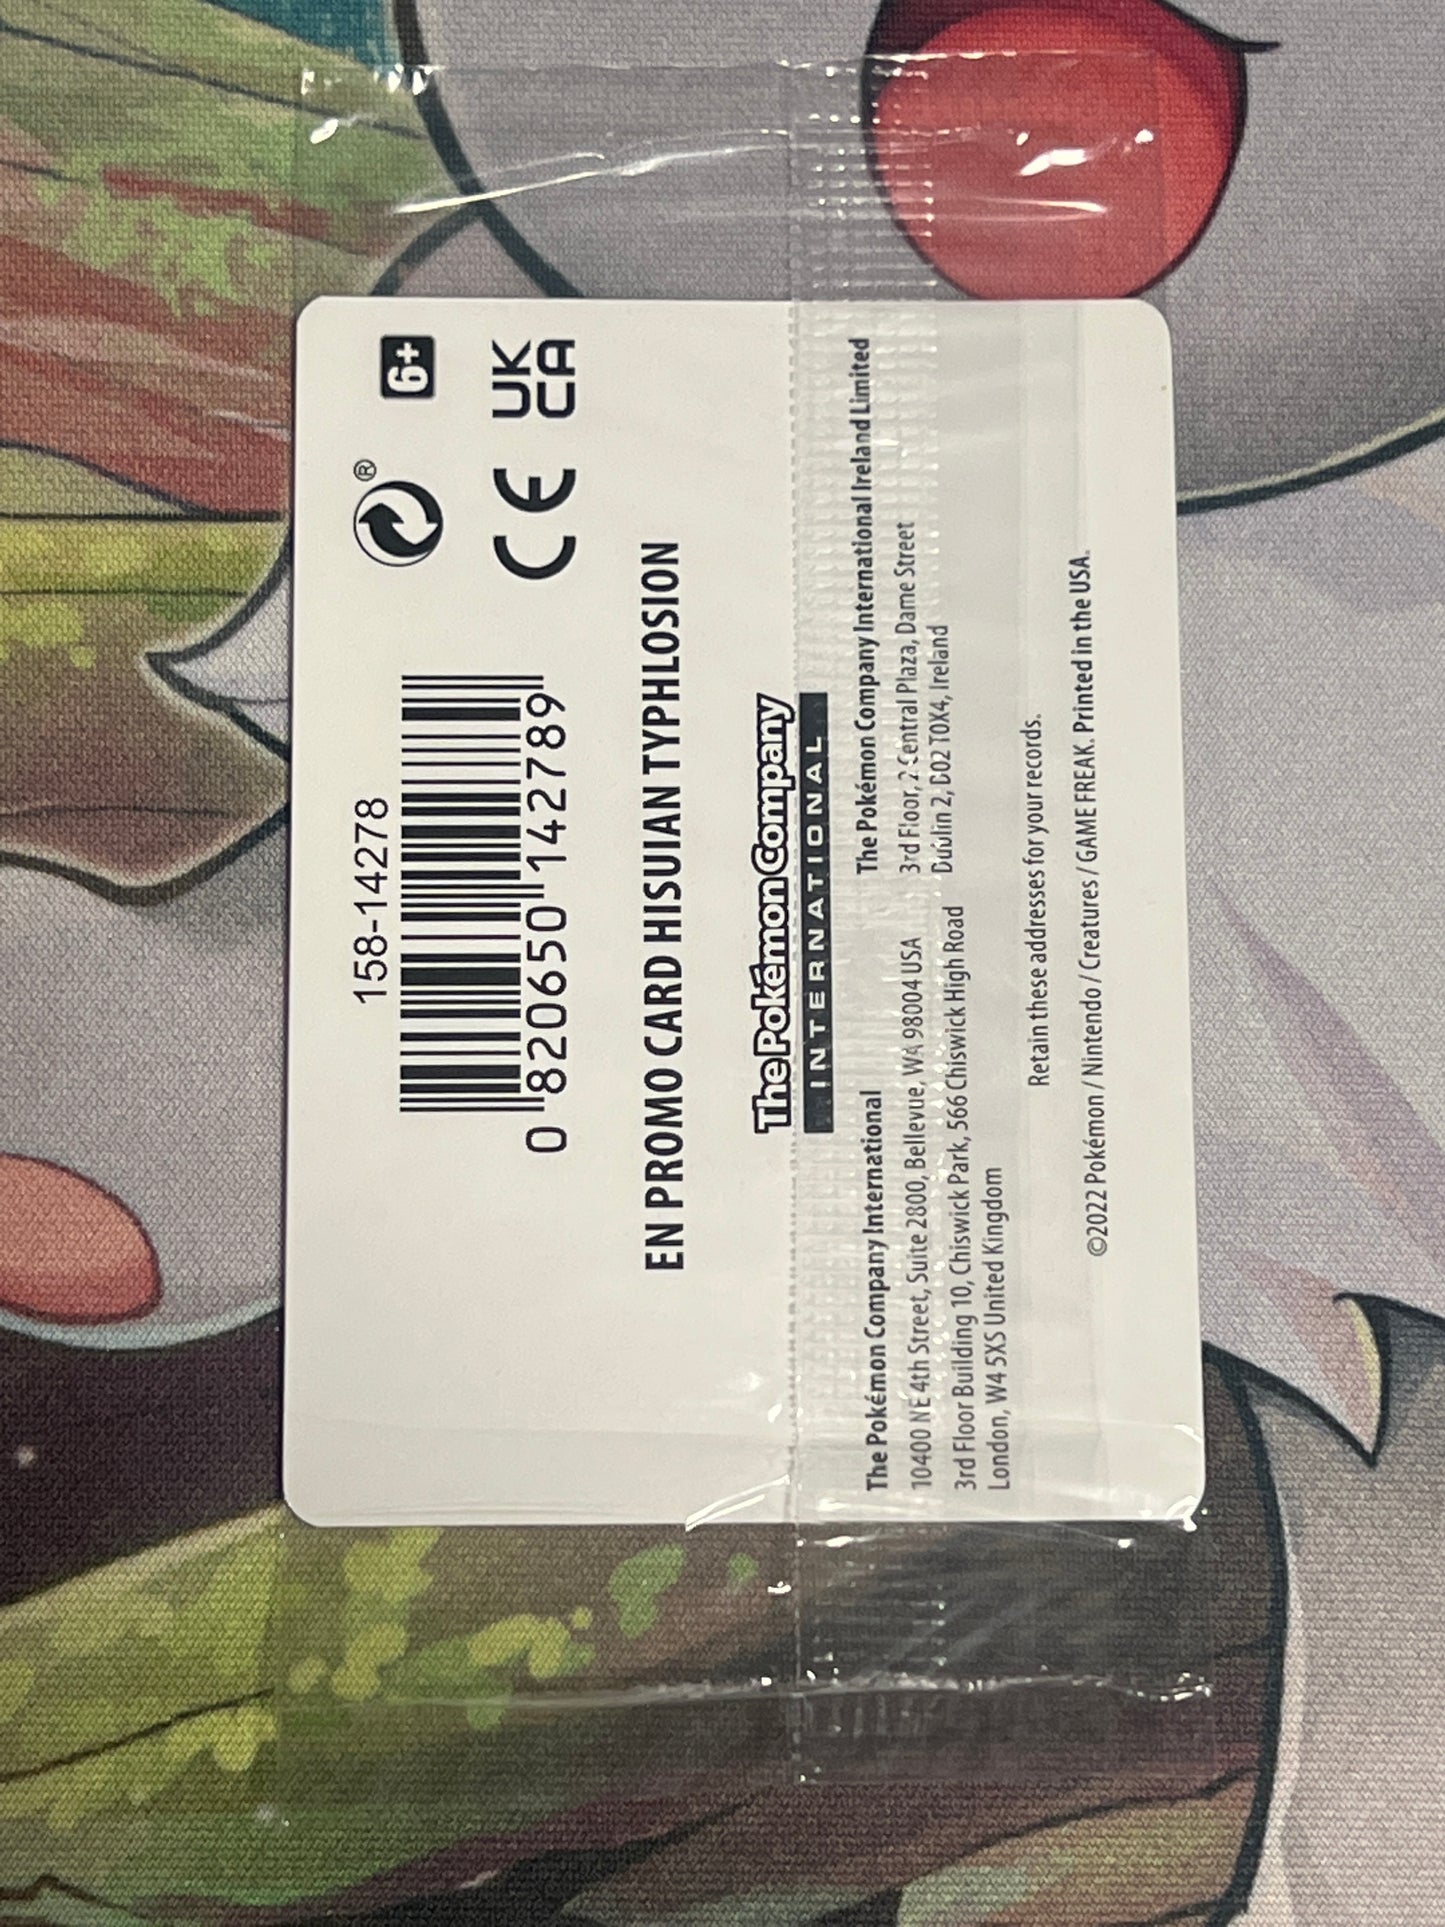 158-14278
0 820650 142789
6+
®
CE
UK
CA
EN PROMO CARD HISUIAN TYPHLOSION
The Pokémon Company
INTERNATIONAL
The Pokémon Company International
10400 NE 4th Street, Suite 2800, Bellevue, WA 98004 USA
3rd Floor Building 10, Chiswick Park, 566 Chiswick High Road
London, W4 5XS United Kingdom
The Pokémon Company International Ireland Limited
3rd Floor, 2 Central Plaza, Dame Street
Dublin 2, D02 T0X4, Ireland
Retain these addresses for your records.
©2022 Pokémon / Nintendo / Creatures / GAME FREAK. Printed in the USA.